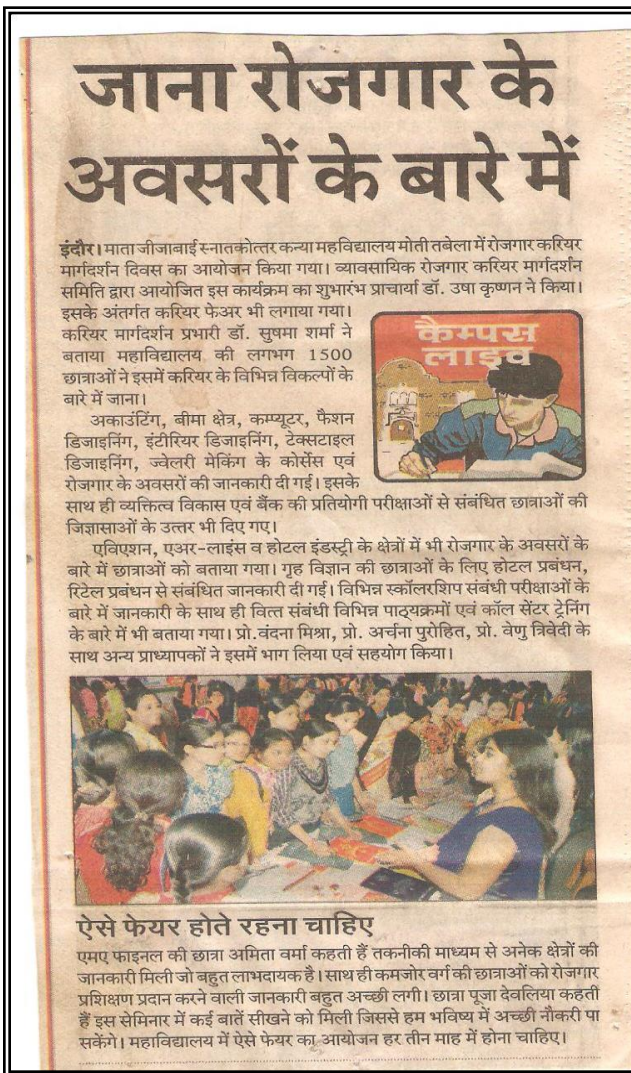 जाना रोजगार के
अवसरों के बारे में
इंदौर। माता जीजाबाई स्नातकोत्तर कन्या महविद्यालय मोती तबेला में रोजगार करियर
मार्गदर्शन दिवस का आयोजन किया गया। व्यावसायिक रोजगार करियर मार्गदर्शन
समिति द्वारा आयोजित इस कार्यक्रम का शुभारंभ प्राचार्या डॉ. उषा कृष्णन ने किया।
इसके अंतर्गत करियर फेअर भी लगाया गया।
करियर मार्गदर्शन प्रभारी डॉ. सुषमा शर्मा ने
बताया महाविद्यालय की लगभग 1500
छात्राओं ने इसमें करियर के विभिन्न विकल्पों के
बारे में जाना।
कैम्पस
लाइव
अकाउंटिंग, बीमा क्षेत्र, कम्प्यूटर, फैशन
डिजाइनिंग, इंटीरियर डिजाइनिंग, टेक्सटाइल
डिजाइनिंग, ज्वेलरी मेकिंग के कोर्सेस एवं
रोजगार के अवसरों की जानकारी दी गई। इसके
साथ ही व्यक्तित्व विकास एवं बैंक की प्रतियोगी परीक्षाओं से संबंधित छात्राओं की
जिज्ञासाओं के उत्तर भी दिए गए।
एविएशन, एअर-लाइंस व होटल इंडस्ट्री के क्षेत्रों में भी रोजगार के अवसरों के
बारे में छात्राओं को बताया गया। गृह विज्ञान की छात्राओं के लिए होटल प्रबंधन,
रिटेल प्रबंधन से संबंधित जानकारी दी गई। विभिन्न स्कॉलरशिप संबंधी परीक्षाओं के
बारे में जानकारी के साथ ही वित्त संबंधी विभिन्न पाठ्यक्रमों एवं कॉल सेंटर ट्रेनिंग
के बारे में भी बताया गया। प्रो.वंदना मिश्रा, प्रो. अर्चना पुरोहित, प्रो. वेणु त्रिवेदी के
साथ अन्य प्राध्यापकों ने इसमें भाग लिया एवं सहयोग किया।
ऐसे फेयर होते रहना चाहिए
एमए फाइनल की छात्रा अमिता वर्मा कहती हैं तकनीकी माध्यम से अनेक क्षेत्रों की
जानकारी मिली जो बहुत लाभदायक है। साथ ही कमजोर वर्ग की छात्राओं को रोजगार
प्रशिक्षण प्रदान करने वाली जानकारी बहुत अच्छी लगी। छात्रा पूजा देवलिया कहती
हैं इस सेमिनार में कई बातें सीखने को मिली जिससे हम भविष्य में अच्छी नौकरी पा
सकेंगे। महाविद्यालय में ऐसे फेयर का आयोजन हर तीन माह में होना चाहिए।